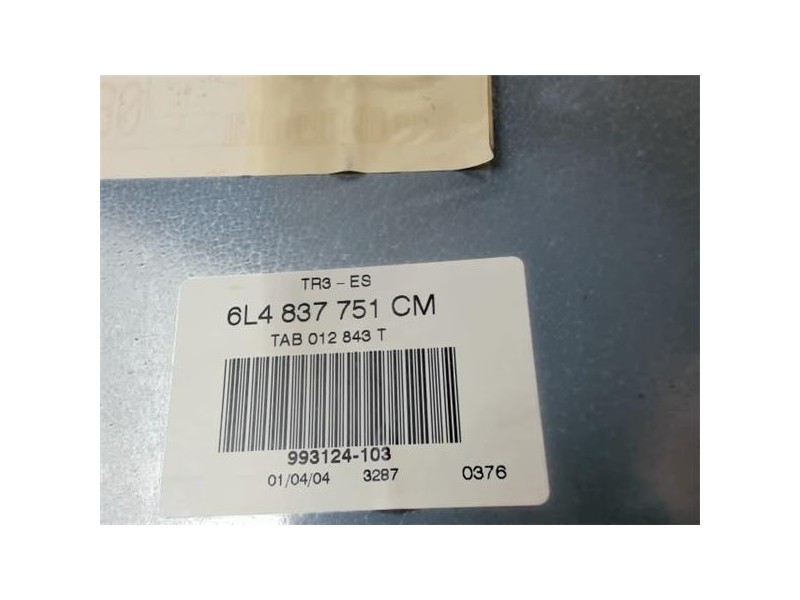 TR3 - ES
6L4 837 751 CM
TAB 012 843 T
993124-103
01/04/04 3287 0376